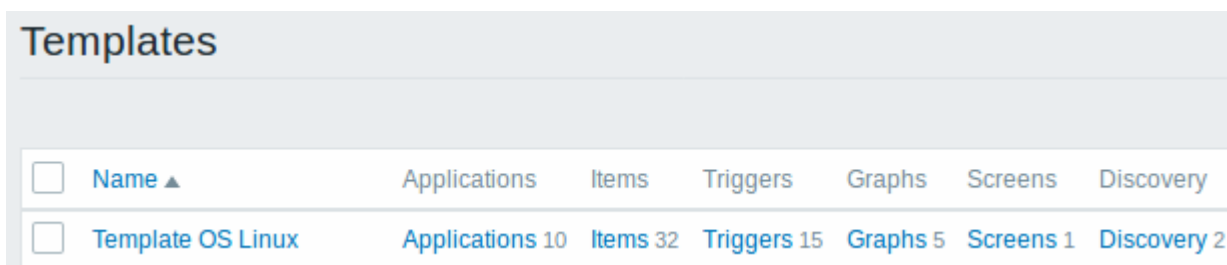 Templates
Name ▲ Applications Items Triggers Graphs Screens Discovery
Template OS Linux Applications 10 Items 32 Triggers 15 Graphs 5 Screens 1 Discovery 2